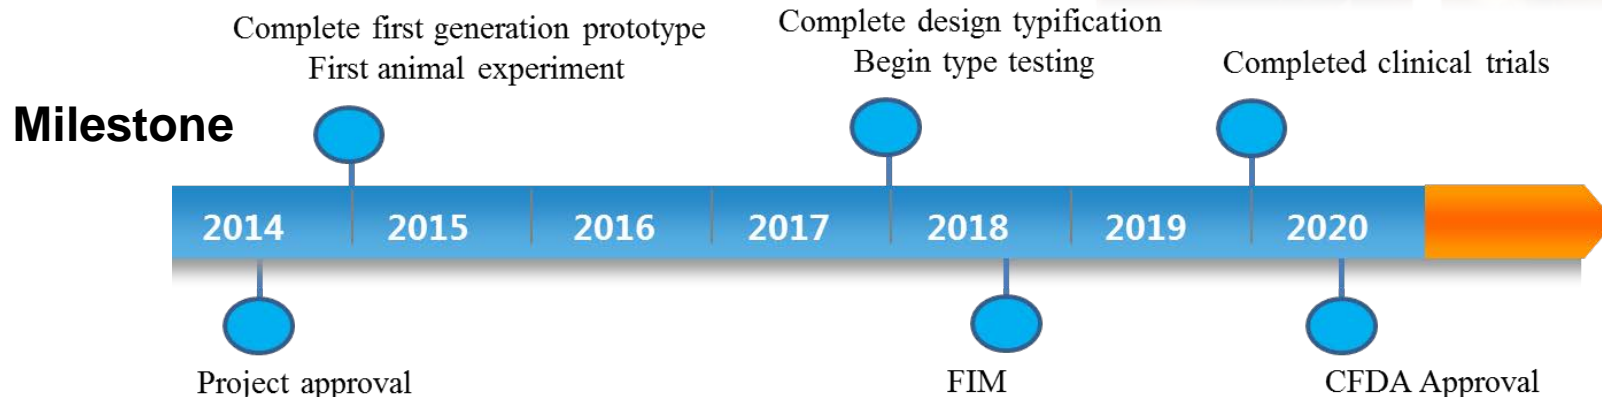 Complete first generation prototype
First animal experiment
Complete design typification
Begin type testing
Completed clinical trials
Milestone
2014 2015 2016 2017 2018 2019 2020
Project approval
FIM
CFDA Approval